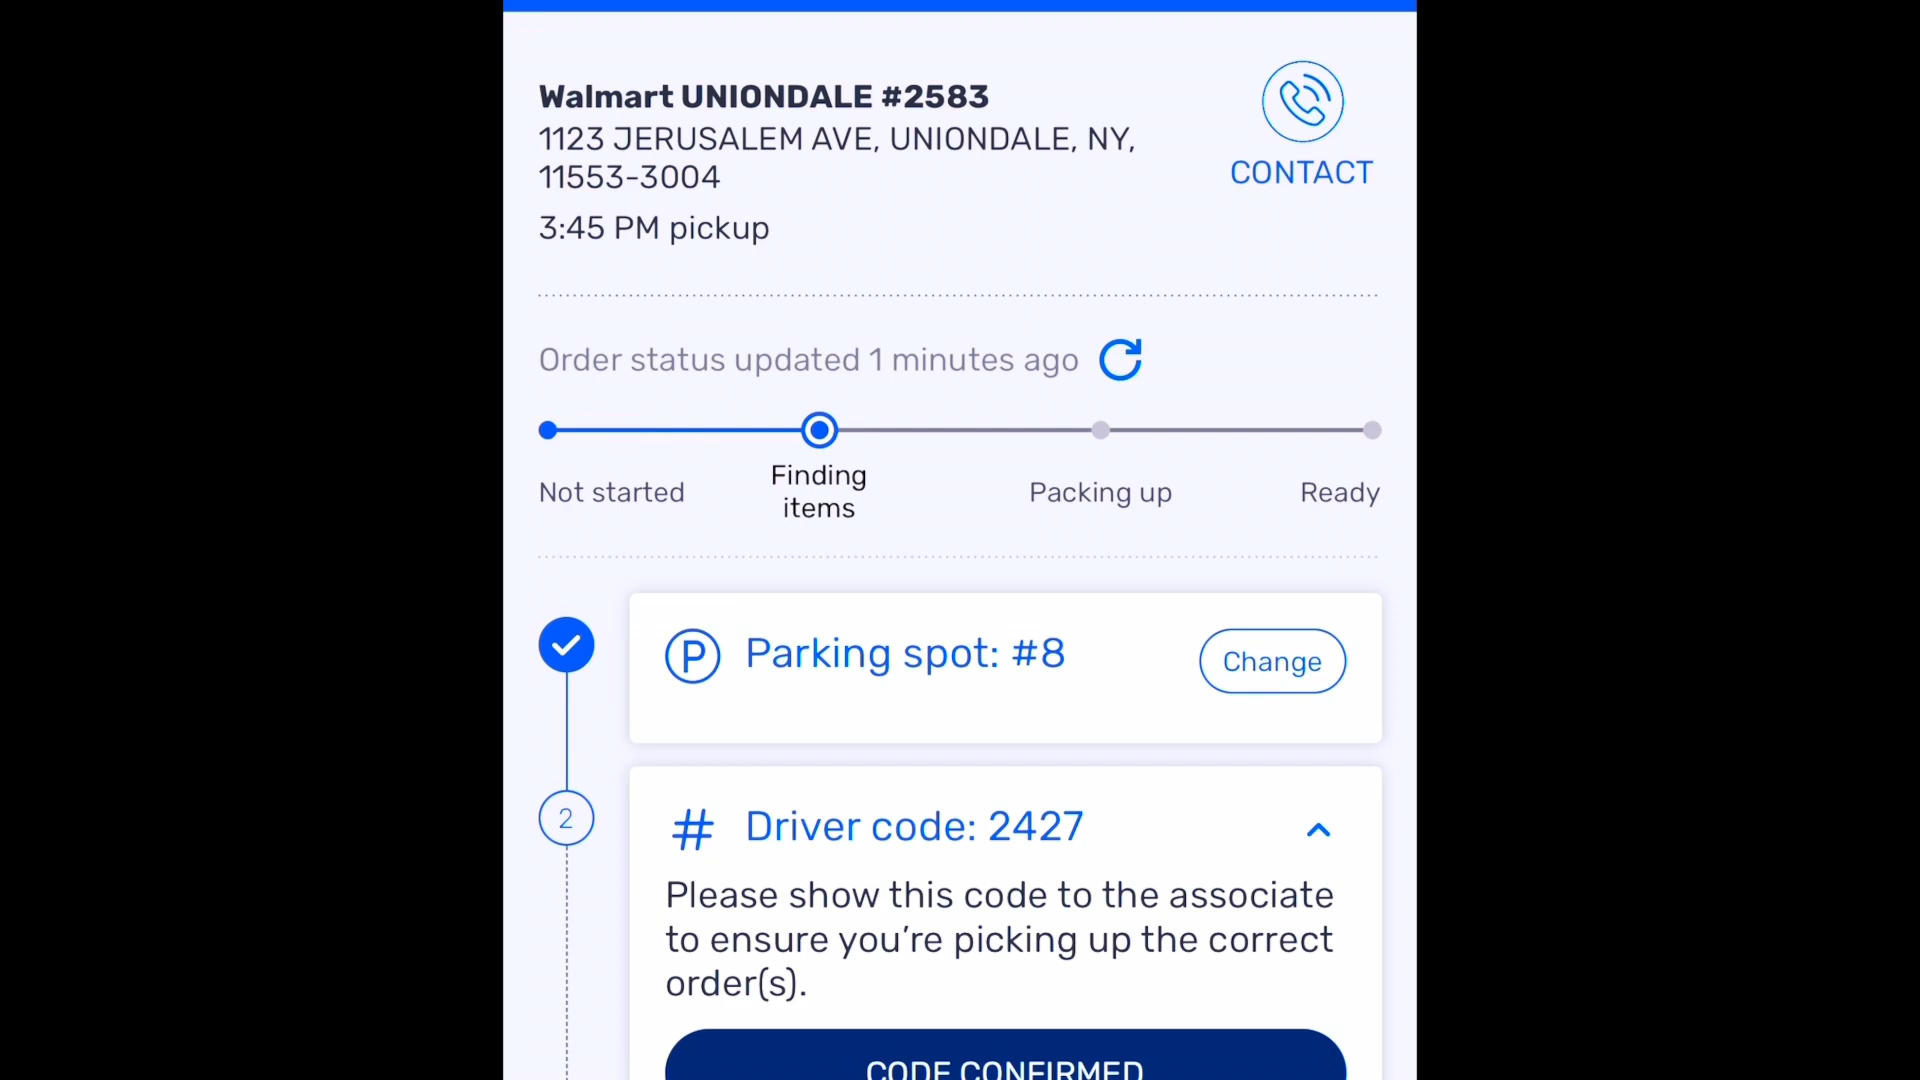 Walmart UNIONDALE #2583
1123 JERUSALEM AVE, UNIONDALE, NY,
11553-3004
3:45 PM pickup
CONTACT
Order status updated 1 minutes ago
Not started
Finding
items
Packing up
Ready
P
Parking spot: #8
Change
2
# Driver code: 2427
Please show this code to the associate
to ensure you’re picking up the correct
order(s).
CODE CONFIRMED